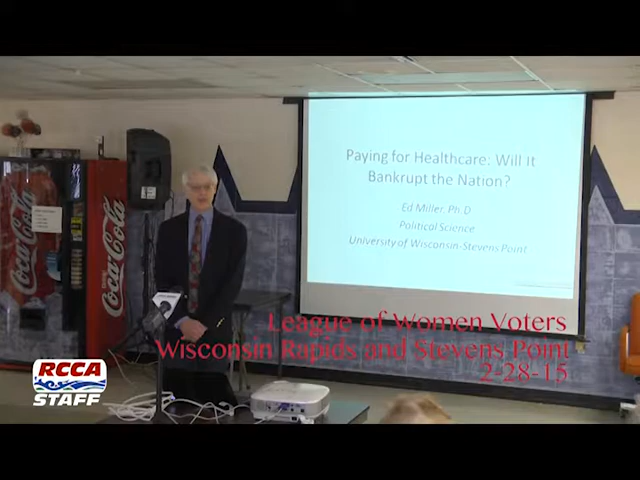 Paying for Healthcare: Will It
Bankrupt the Nation?
Ed Miller, Ph.D
Political Science
University of Wisconsin-Stevens Point
Coca-Cola
Coca-Cola
League of Women Voters
Wisconsin Rapids and Stevens Point
2-28-15
RCCA
STAFF